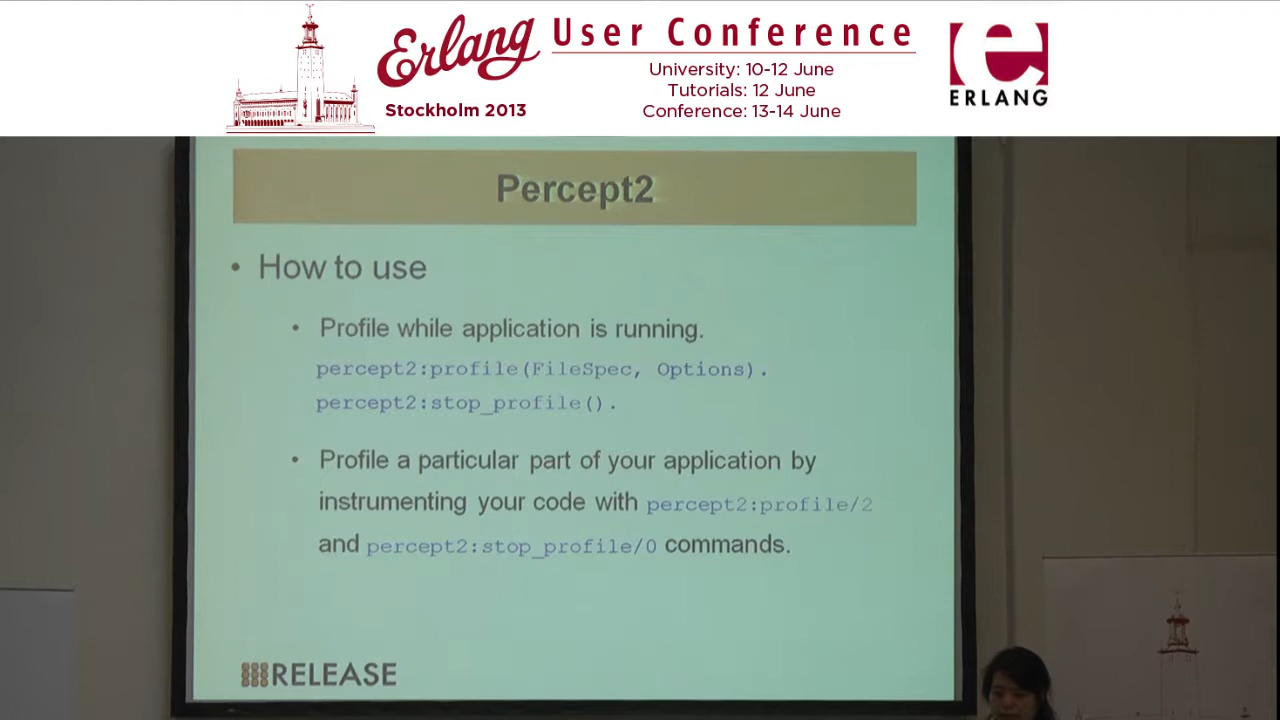 Erlang User Conference
Stockholm 2013
University: 10-12 June
Tutorials: 12 June
Conference: 13-14 June
e
ERLANG
Percept2
• How to use
• Profile while application is running.
percept2:profile(FileSpec, Options).
percept2:stop_profile().
• Profile a particular part of your application by
instrumenting your code with percept2:profile/2
and percept2:stop_profile/0 commands.
RELEASE